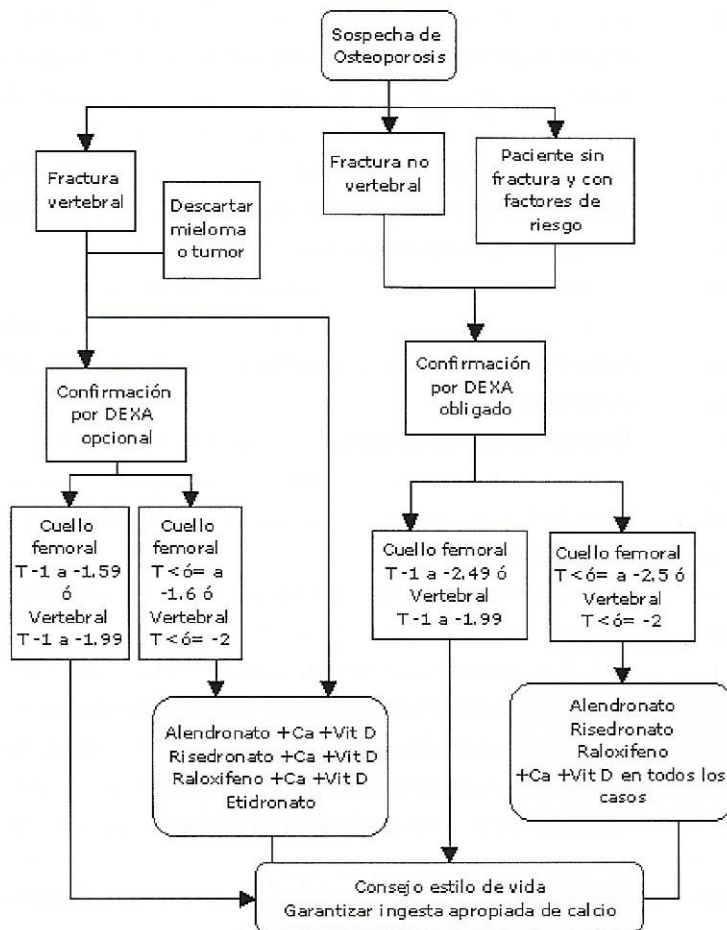 Sospecha de
Osteoporosis
Fractura
vertebral
Descartar
mieloma
o tumor
Fractura no
vertebral
Paciente sin
fractura y con
factores de
riesgo
Confirmación
por DEXA
opcional
Confirmación
por DEXA
obligado
Cuello
femoral
T -1 a -1.59
ó
Vertebral
T -1 a -1.99
Cuello
femoral
T <ó= a
-1.6 ó
Vertebral
T <ó= -2
Cuello femoral
T -1 a -2.49 ó
Vertebral
T -1 a -1.99
Cuello femoral
T <ó= a -2.5 ó
Vertebral
T <ó= -2
Alendronato +Ca +Vit D
Risedronato +Ca +Vit D
Raloxifeno +Ca +Vit D
Etidronato
Alendronato
Risedronato
Raloxifeno
+Ca +Vit D en todos los
casos
Consejo estilo de vida
Garantizar ingesta apropiada de calcio